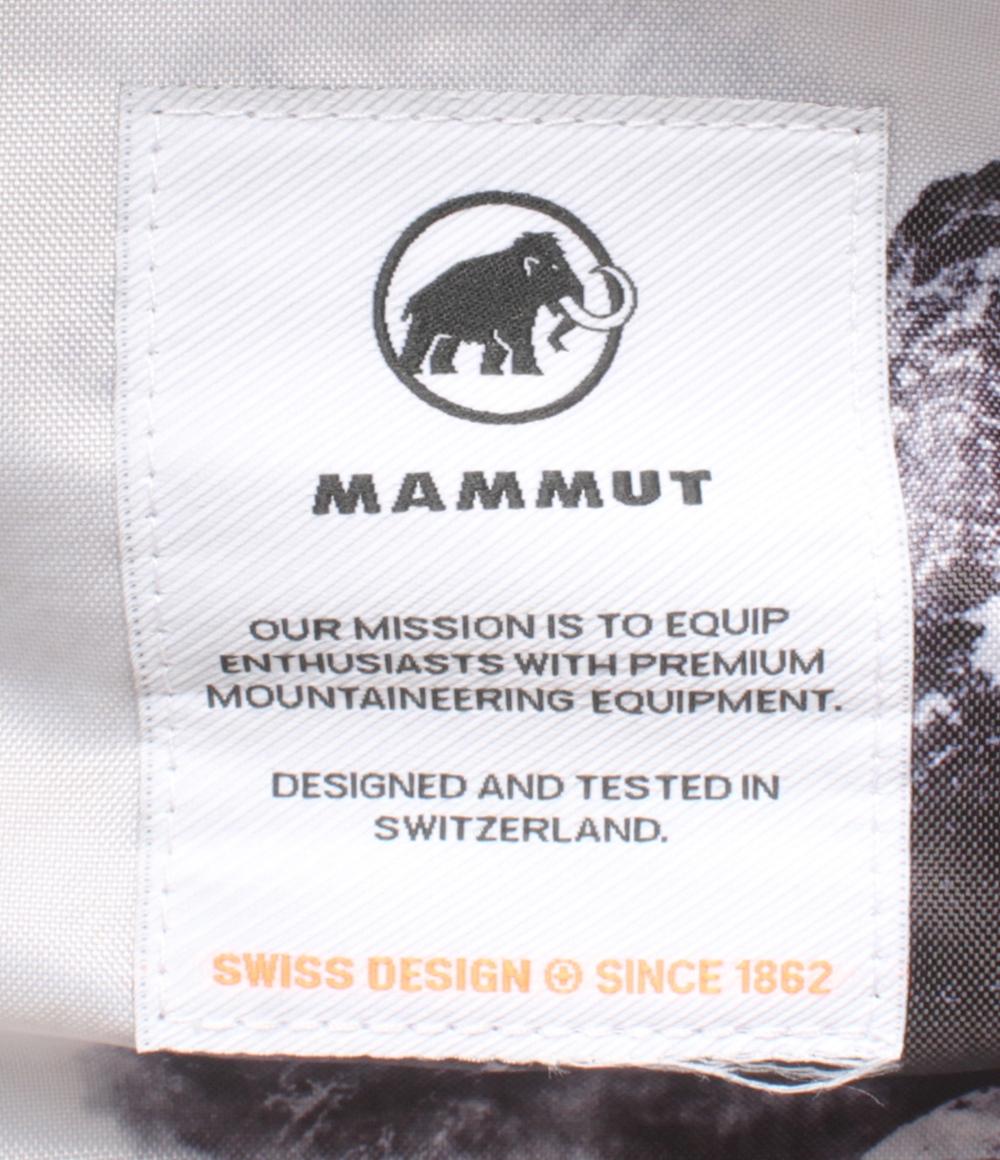 MAMMUT
OUR MISSION IS TO EQUIP
ENTHUSIASTS WITH PREMIUM
MOUNTAINEERING EQUIPMENT.
DESIGNED AND TESTED IN
SWITZERLAND.
SWISS DESIGN SINCE 1862